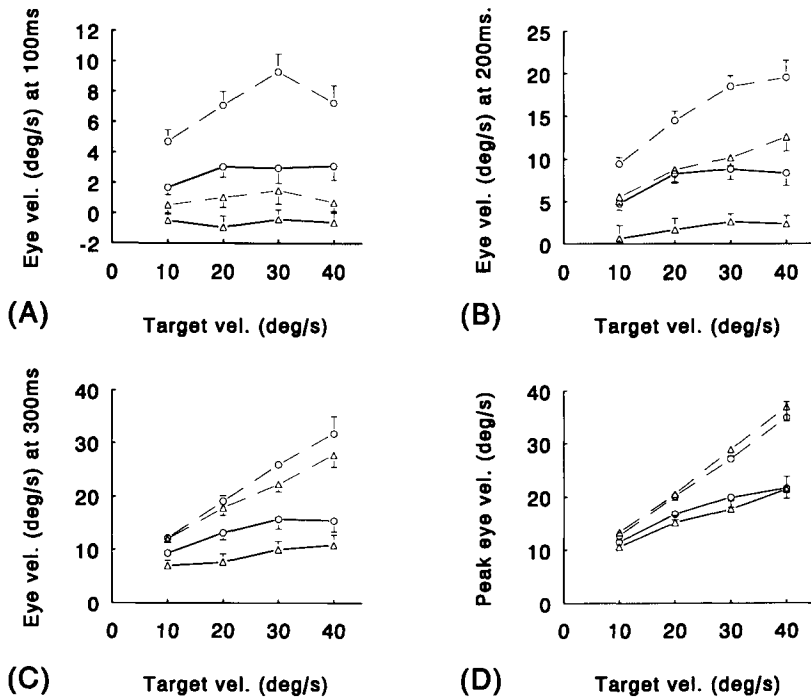 Eye vel. (deg/s) at 100ms
12
10
8
6
4
2
0
-2
0 10 20 30 40
Target vel. (deg/s)
(A)
Eye vel. (deg/s) at 200ms.
25
20
15
10
5
0
0 10 20 30 40
Target vel. (deg/s)
(B)
Eye vel. (deg/s) at 300ms
40
30
20
10
0
0 10 20 30 40
Target vel. (deg/s)
(C)
Peak eye vel. (deg/s)
40
30
20
10
0
0 10 20 30 40
Target vel. (deg/s)
(D)